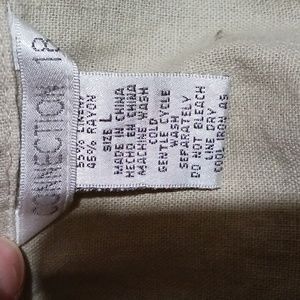 CONNECTION 18
55% LINEN
45% RAYON
SIZE L
MADE IN CHINA
HECHO EN CHINA
MACHINE WASH
COLD
GENTLE CYCLE
WASH
SEPARATELY
DO NOT BLEACH
LINE DRY
COOL IRON AS